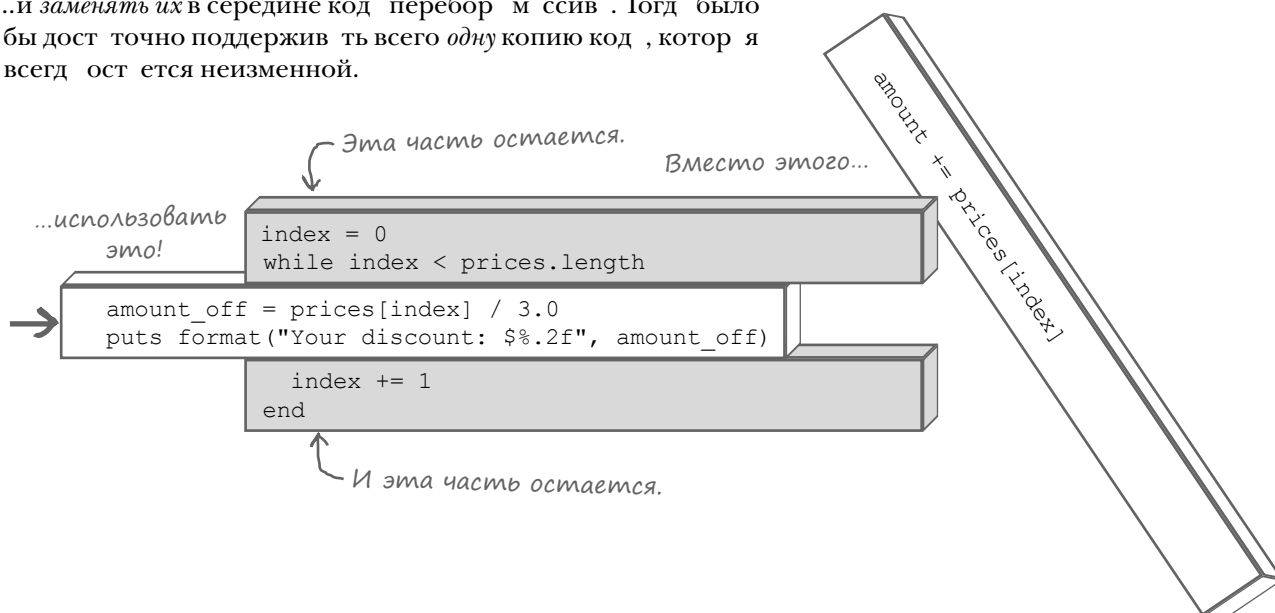 ..и заменять их в середине код перебор м ссив . Тогд было
бы дост точно поддержив ть всего одну копию код , котор я
всегд ост ется неизменной.
Эта часть остается.
Вместо этого...
amount += prices[index]
...использовать
это!
index = 0
while index < prices.length
amount_off = prices[index] / 3.0
puts format("Your discount: $%.2f", amount_off)
index += 1
end
И эта часть остается.